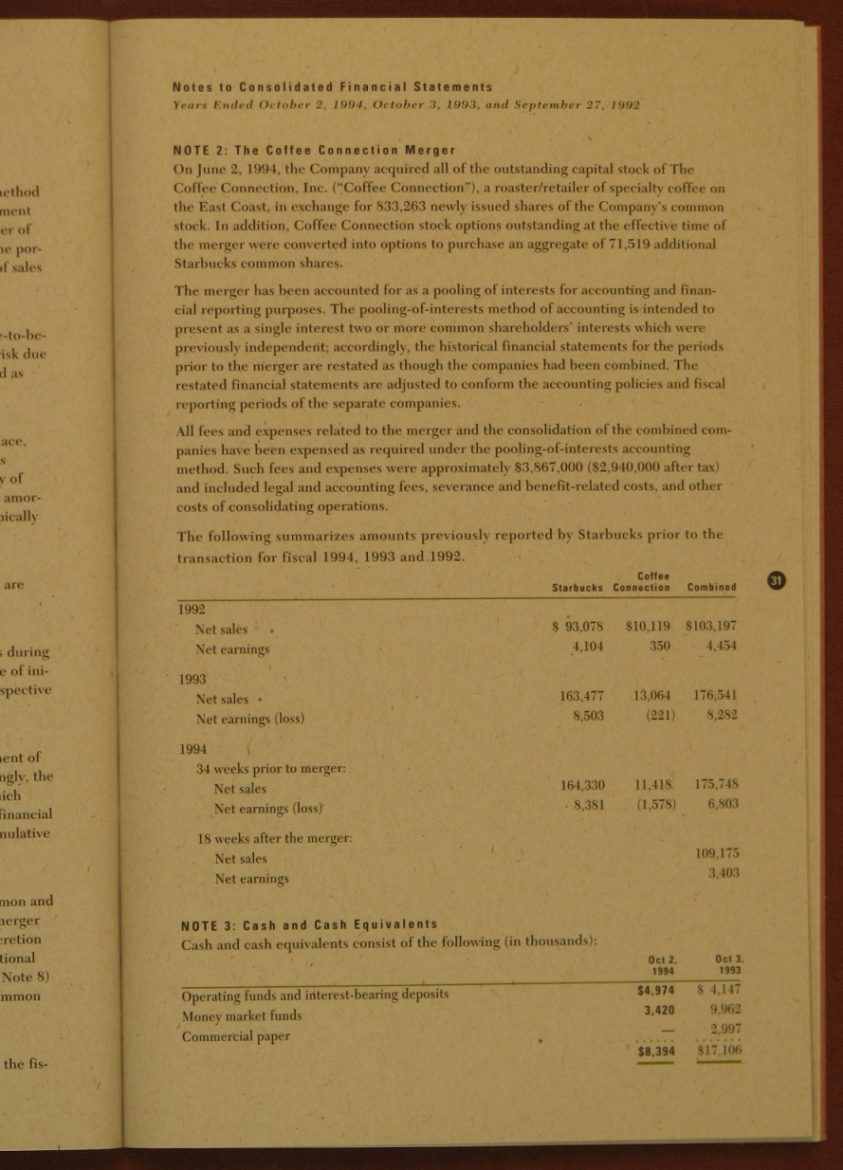 ethod
ment
er of
ne por-
of sales
e-to-be-
risk due
d as
ace,
s
y of
amor-
pically
are
s during
e of ini-
spective
nent of
ngly, the
nich
financial
nulative
mon and
nerger
cretion
tional
Note 8)
mmon
the fis-
Notes to Consolidated Financial Statements
Years Ended October 2, 1994, October 3, 1993, and September 27, 1992
NOTE 2: The Coffee Connection Merger
On June 2, 1994, the Company acquired all of the outstanding capital stock of The
Coffee Connection, Inc. (“Coffee Connection”), a roaster/retailer of specialty coffee on
the East Coast, in exchange for 833,263 newly issued shares of the Company's common
stock. In addition, Coffee Connection stock options outstanding at the effective time of
the merger were converted into options to purchase an aggregate of 71,519 additional
Starbucks common shares.
The merger has been accounted for as a pooling of interests for accounting and finan-
cial reporting purposes. The pooling-of-interests method of accounting is intended to
present as a single interest two or more common shareholders' interests which were
previously independent; accordingly, the historical financial statements for the periods
prior to the merger are restated as though the companies had been combined. The
restated financial statements are adjusted to conform the accounting policies and fiscal
reporting periods of the separate companies.
All fees and expenses related to the merger and the consolidation of the combined com-
panies have been expensed as required under the pooling-of-interests accounting
method. Such fees and expenses were approximately $3,867,000 ($2,940,000 after tax)
and included legal and accounting fees, severance and benefit-related costs, and other
costs of consolidating operations.
The following summarizes amounts previously reported by Starbucks prior to the
transaction for fiscal 1994, 1993 and 1992.
Coffee
Starbucks Connection Combined
31
1992
Net sales $ 93,078 $10,119 $103,197
Net earnings 4,104 350 4,454
1993
Net sales 163,477 13,064 176,541
Net earnings (loss) 8,503 (221) 8,282
1994
34 weeks prior to merger:
Net sales 164,330 11,418 175,748
Net earnings (loss) 8,381 (1,578) 6,803
18 weeks after the merger:
Net sales 109,175
Net earnings 3,403
NOTE 3: Cash and Cash Equivalents
Cash and cash equivalents consist of the following (in thousands):
Oct 2, Oct 3,
1994 1993
Operating funds and interest-bearing deposits $4,974 $ 4,147
Money market funds 3,420 9,962
Commercial paper — 2,997
$8,394 $17,106